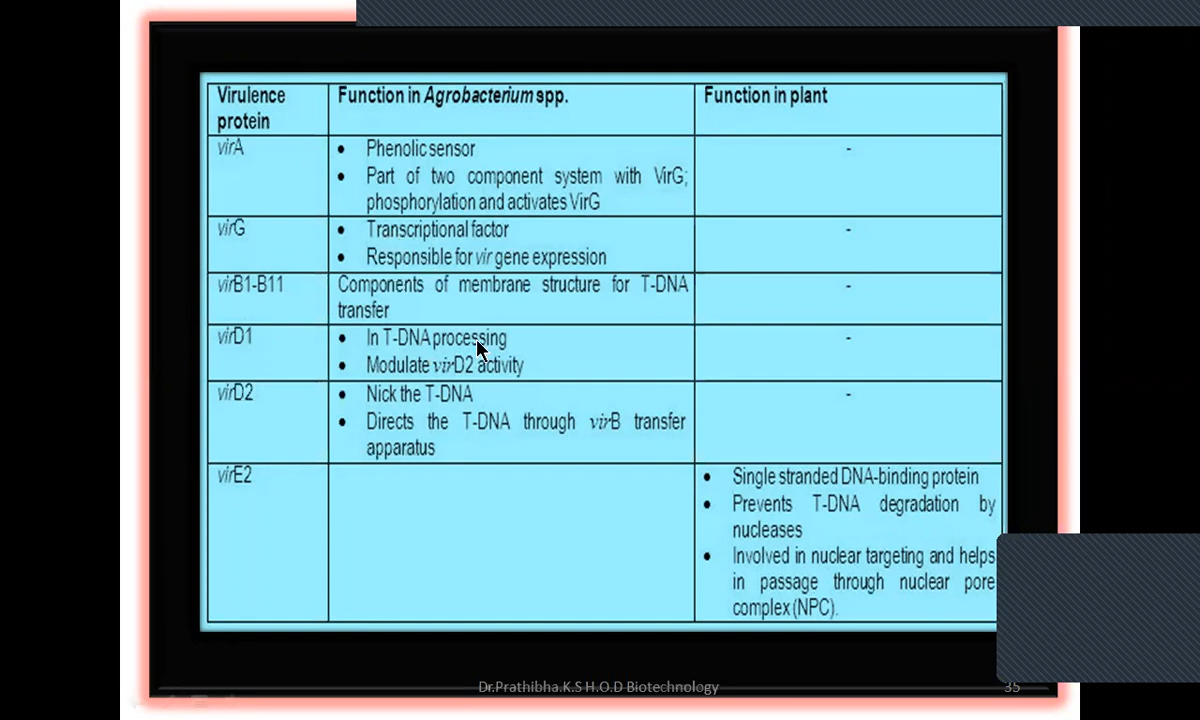 Virulence protein	Function in Agrobacterium spp.	Function in plant
virA
• Phenolic sensor
• Part of two component system with VirG;
phosphorylation and activates VirG
-
virG
• Transcriptional factor
• Responsible for vir gene expression
-
virB1-B11
Components of membrane structure for T-DNA
transfer
-
virD1
• In T-DNA processing
• Modulate virD2 activity
-
virD2
• Nick the T-DNA
• Directs the T-DNA through virB transfer
apparatus
-
virE2
• Single stranded DNA-binding protein
• Prevents T-DNA degradation by
nucleases
• Involved in nuclear targeting and helps
in passage through nuclear pore
complex (NPC).
Dr.Prathibha.K.S H.O.D Biotechnology
35